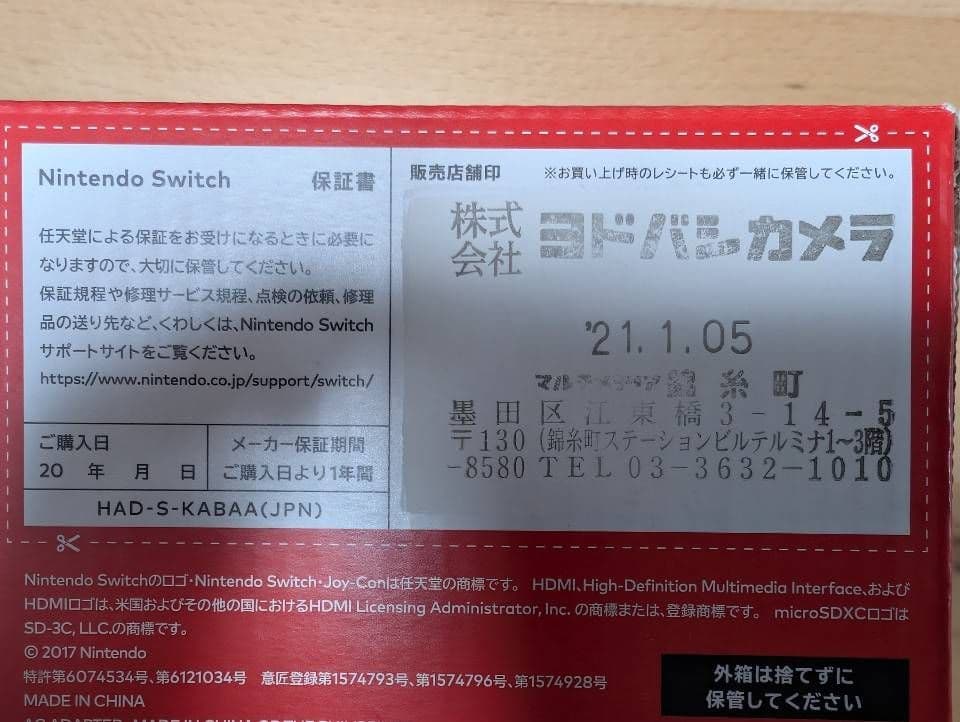 Nintendo Switch 保証書
任天堂による保証をお受けになるときに必要に
なりますので、大切に保管してください。
保証規程や修理サービス規程、点検の依頼、修理
品の送り先など、くわしくは、Nintendo Switch
サポートサイトをご覧ください。
https://www.nintendo.co.jp/support/switch/
ご購入日
20 年 月 日
メーカー保証期間
ご購入日より1年間
HAD-S-KABAA(JPN)
販売店舗印 ※お買い上げ時のレシートも必ず一緒に保管してください。
株式会社 ヨドバシカメラ
'21.1.05
マルチメディア錦糸町
墨田区江東橋3-14-5
〒130 (錦糸町ステーションビルテルミナ1~3階)
-8580 TEL 03-3632-1010
Nintendo Switchのロゴ・Nintendo Switch・Joy-Conは任天堂の商標です。 HDMI、High-Definition Multimedia Interface、および
HDMIロゴは、米国およびその他の国におけるHDMI Licensing Administrator, Inc. の商標または、登録商標です。 microSDXCロゴは
SD-3C, LLC.の商標です。
© 2017 Nintendo
特許第6074534号、第6121034号 意匠登録第1574793号、第1574796号、第1574928号
MADE IN CHINA
外箱は捨てずに
保管してください